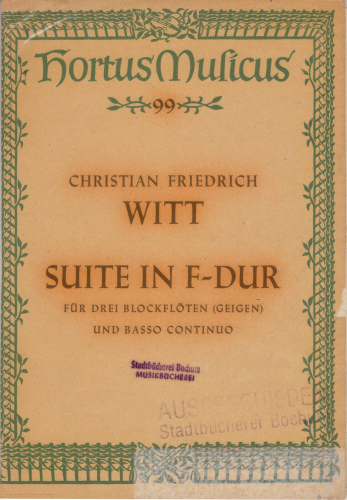 Hortus Musicus
99
CHRISTIAN FRIEDRICH
WITT
SUITE IN F-DUR
FÜR DREI BLOCKFLÖTEN (GEIGEN)
UND BASSO CONTINUO
Stadtbücherei Bochum
MUSIKBÜCHEREI
AUSGESCHIEDEN
Stadtbücherei Bochum